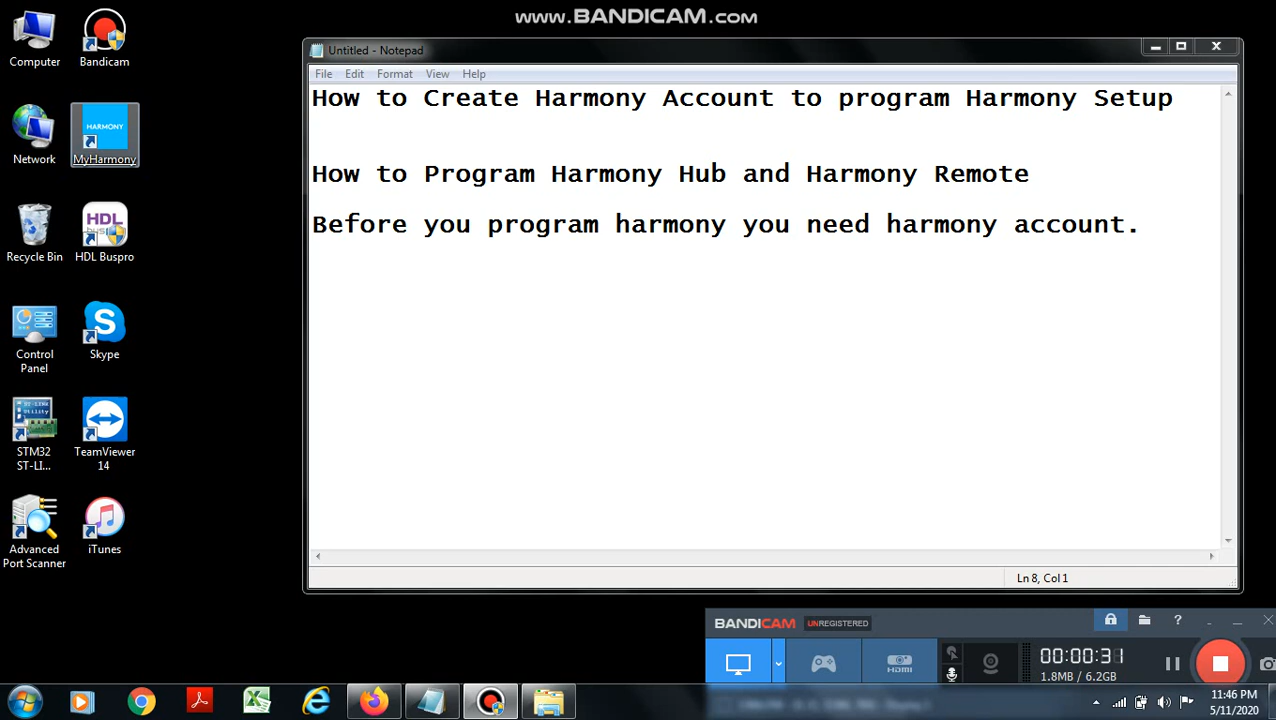 www.BANDICAM.com
Computer
Bandicam
Network
HARMONY
MyHarmony
Recycle Bin
HDL
HDL Buspro
Control
Panel
Skype
STM32
ST-LI...
TeamViewer
14
Advanced
Port Scanner
iTunes
Untitled - Notepad
File Edit Format View Help
How to Create Harmony Account to program Harmony Setup
How to Program Harmony Hub and Harmony Remote
Before you program harmony you need harmony account.
Ln 8, Col 1
BANDICAM UNREGISTERED
HDMI
00:00:31
1.8MB / 6.2GB
11:46 PM
5/11/2020